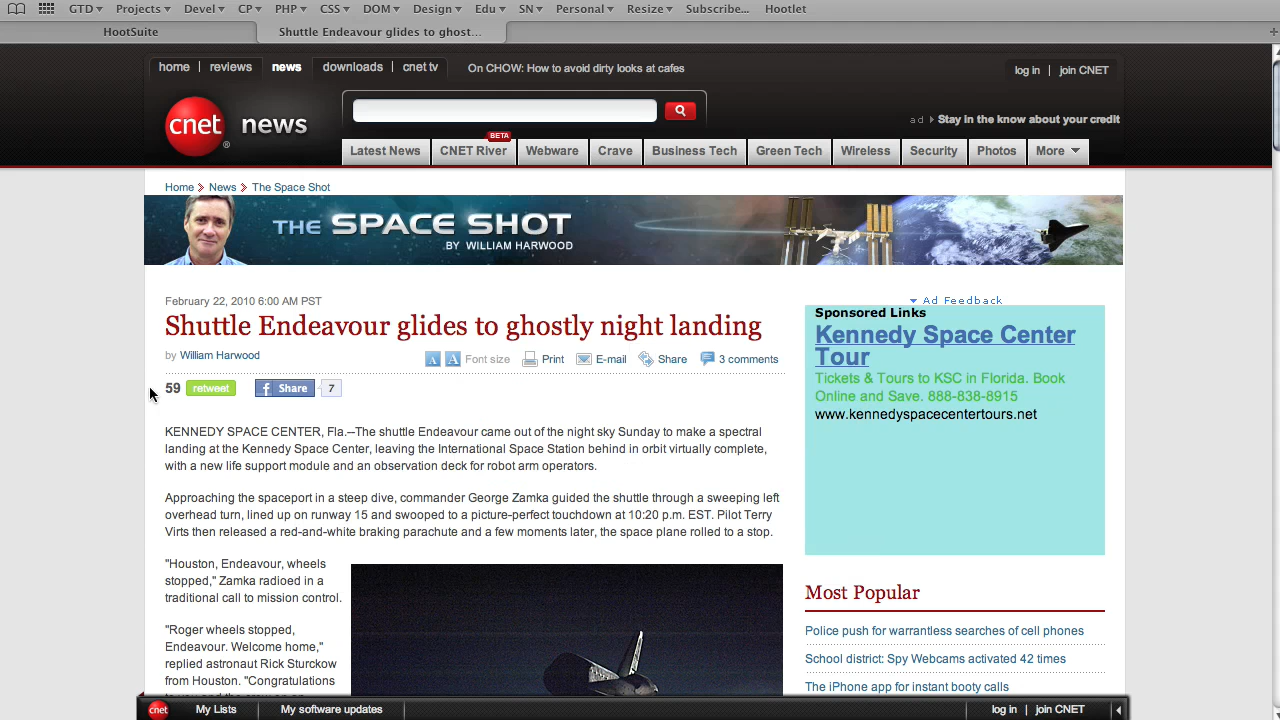 GTD Projects Devel CP PHP CSS DOM Design Edu SN Personal Resize Subscribe... Hootlet
HootSuite Shuttle Endeavour glides to ghost...
home reviews news downloads cnet tv On CHOW: How to avoid dirty looks at cafes log in join CNET
cnet news
ad Stay in the know about your credit
BETA
Latest News CNET River Webware Crave Business Tech Green Tech Wireless Security Photos More
Home News The Space Shot
THE SPACE SHOT
BY WILLIAM HARWOOD
February 22, 2010 6:00 AM PST
Shuttle Endeavour glides to ghostly night landing
by William Harwood
A A Font size Print E-mail Share 3 comments
59 retweet f Share 7
KENNEDY SPACE CENTER, Fla.--The shuttle Endeavour came out of the night sky Sunday to make a spectral
landing at the Kennedy Space Center, leaving the International Space Station behind in orbit virtually complete,
with a new life support module and an observation deck for robot arm operators.
Approaching the spaceport in a steep dive, commander George Zamka guided the shuttle through a sweeping left
overhead turn, lined up on runway 15 and swooped to a picture-perfect touchdown at 10:20 p.m. EST. Pilot Terry
Virts then released a red-and-white braking parachute and a few moments later, the space plane rolled to a stop.
"Houston, Endeavour, wheels
stopped," Zamka radioed in a
traditional call to mission control.
"Roger wheels stopped,
Endeavour. Welcome home,"
replied astronaut Rick Sturckow
from Houston. "Congratulations
Ad Feedback
Sponsored Links
Kennedy Space Center
Tour
Tickets & Tours to KSC in Florida. Book
Online and Save. 888-838-8915
www.kennedyspacecentertours.net
Most Popular
Police push for warrantless searches of cell phones
School district: Spy Webcams activated 42 times
The iPhone app for instant booty calls
cnet My Lists My software updates log in join CNET